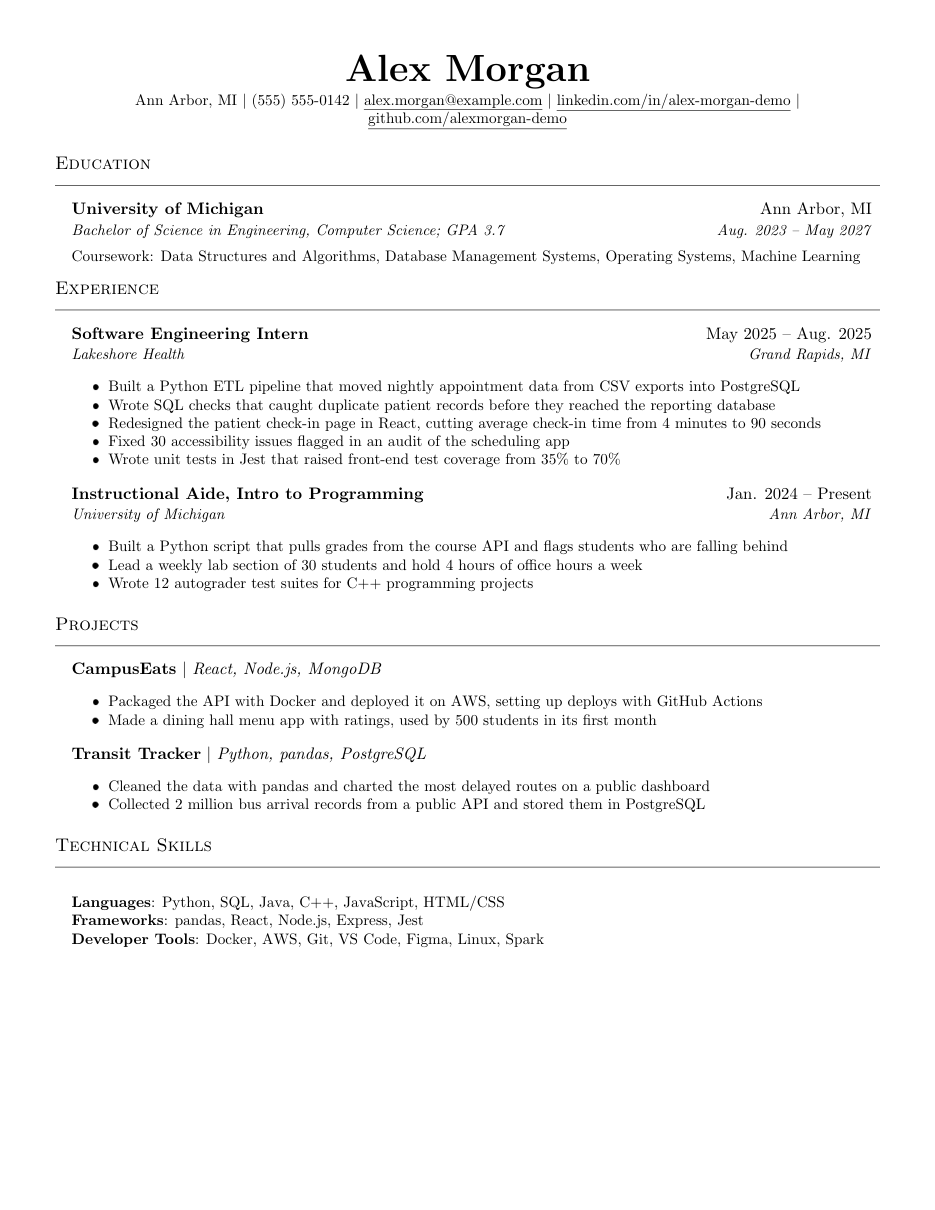 Alex Morgan
Ann Arbor, MI | (555) 555-0142 | alex.morgan@example.com | linkedin.com/in/alex-morgan-demo |
github.com/alexmorgan-demo
Education
University of Michigan Ann Arbor, MI
Bachelor of Science in Engineering, Computer Science; GPA 3.7 Aug. 2023 – May 2027
Coursework: Data Structures and Algorithms, Database Management Systems, Operating Systems, Machine Learning
Experience
Software Engineering Intern May 2025 – Aug. 2025
Lakeshore Health Grand Rapids, MI
• Built a Python ETL pipeline that moved nightly appointment data from CSV exports into PostgreSQL
• Wrote SQL checks that caught duplicate patient records before they reached the reporting database
• Redesigned the patient check-in page in React, cutting average check-in time from 4 minutes to 90 seconds
• Fixed 30 accessibility issues flagged in an audit of the scheduling app
• Wrote unit tests in Jest that raised front-end test coverage from 35% to 70%
Instructional Aide, Intro to Programming Jan. 2024 – Present
University of Michigan Ann Arbor, MI
• Built a Python script that pulls grades from the course API and flags students who are falling behind
• Lead a weekly lab section of 30 students and hold 4 hours of office hours a week
• Wrote 12 autograder test suites for C++ programming projects
Projects
CampusEats | React, Node.js, MongoDB
• Packaged the API with Docker and deployed it on AWS, setting up deploys with GitHub Actions
• Made a dining hall menu app with ratings, used by 500 students in its first month
Transit Tracker | Python, pandas, PostgreSQL
• Cleaned the data with pandas and charted the most delayed routes on a public dashboard
• Collected 2 million bus arrival records from a public API and stored them in PostgreSQL
Technical Skills
Languages: Python, SQL, Java, C++, JavaScript, HTML/CSS
Frameworks: pandas, React, Node.js, Express, Jest
Developer Tools: Docker, AWS, Git, VS Code, Figma, Linux, Spark